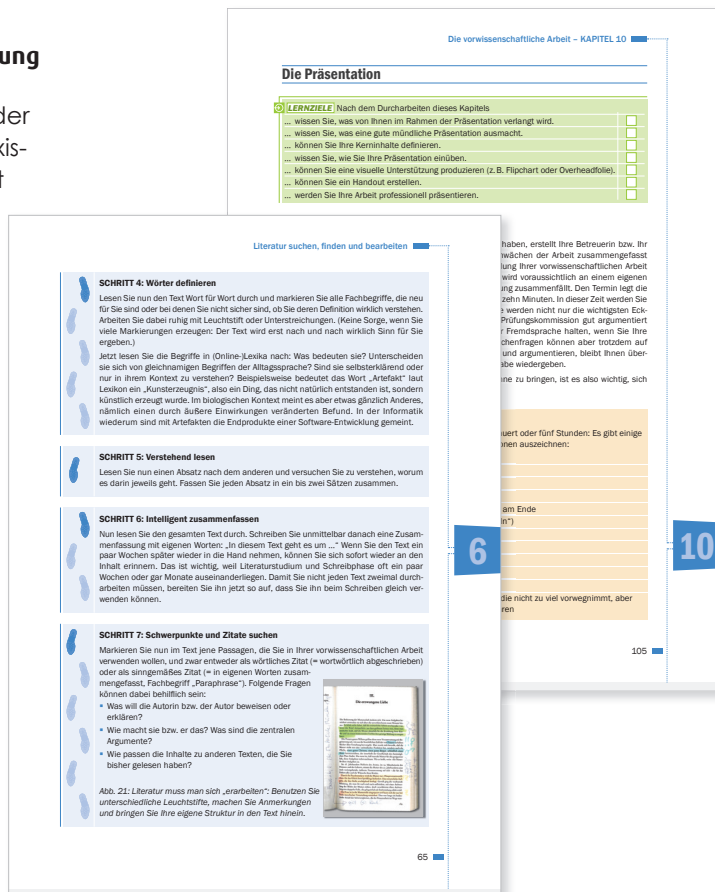 ung
der
xis-
t
Die vorwissenschaftliche Arbeit – KAPITEL 10
Die Präsentation
LERNZIELE Nach dem Durcharbeiten dieses Kapitels
... wissen Sie, was von Ihnen im Rahmen der Präsentation verlangt wird.
... wissen Sie, was eine gute mündliche Präsentation ausmacht.
... können Sie Ihre Kerninhalte definieren.
... wissen Sie, wie Sie Ihre Präsentation einüben.
... können Sie eine visuelle Unterstützung produzieren (z. B. Flipchart oder Overheadfolie).
... können Sie ein Handout erstellen.
... werden Sie Ihre Arbeit professionell präsentieren.
haben, erstellt Ihre Betreuerin bzw. Ihr
wächen der Arbeit zusammengefasst
lung Ihrer vorwissenschaftlichen Arbeit
wird voraussichtlich an einem eigenen
ung zusammenfällt. Den Termin legt die
zehn Minuten. In dieser Zeit werden Sie
e werden nicht nur die wichtigsten Eck-
Prüfungskommission gut argumentiert
r Fremdsprache halten, wenn Sie Ihre
chenfragen können aber trotzdem auf
und argumentieren, bleibt Ihnen über-
abe wiedergeben.
ne zu bringen, ist es also wichtig, sich
uert oder fünf Stunden: Es gibt einige
onen auszeichnen:
am Ende
in“)
die nicht zu viel vorwegnimmt, aber
ren
10
105
Literatur suchen, finden und bearbeiten
SCHRITT 4: Wörter definieren
Lesen Sie nun den Text Wort für Wort durch und markieren Sie alle Fachbegriffe, die neu
für Sie sind oder bei denen Sie nicht sicher sind, ob Sie deren Definition wirklich verstehen.
Arbeiten Sie dabei ruhig mit Leuchtstift oder Unterstreichungen. (Keine Sorge, wenn Sie
viele Markierungen erzeugen: Der Text wird erst nach und nach wirklich Sinn für Sie
ergeben.)
Jetzt lesen Sie die Begriffe in (Online-)Lexika nach: Was bedeuten sie? Unterscheiden
sie sich von gleichnamigen Begriffen der Alltagssprache? Sind sie selbsterklärend oder
nur in ihrem Kontext zu verstehen? Beispielsweise bedeutet das Wort „Artefakt“ laut
Lexikon ein „Kunsterzeugnis“, also ein Ding, das nicht natürlich entstanden ist, sondern
künstlich erzeugt wurde. Im biologischen Kontext meint es aber etwas gänzlich Anderes,
nämlich einen durch äußere Einwirkungen veränderten Befund. In der Informatik
wiederum sind mit Artefakten die Endprodukte einer Software-Entwicklung gemeint.
SCHRITT 5: Verstehend lesen
Lesen Sie nun einen Absatz nach dem anderen und versuchen Sie zu verstehen, worum
es darin jeweils geht. Fassen Sie jeden Absatz in ein bis zwei Sätzen zusammen.
SCHRITT 6: Intelligent zusammenfassen
Nun lesen Sie den gesamten Text durch. Schreiben Sie unmittelbar danach eine Zusam-
menfassung mit eigenen Worten: „In diesem Text geht es um ...“ Wenn Sie den Text ein
paar Wochen später wieder in die Hand nehmen, können Sie sich sofort wieder an den
Inhalt erinnern. Das ist wichtig, weil Literaturstudium und Schreibphase oft ein paar
Wochen oder gar Monate auseinanderliegen. Damit Sie nicht jeden Text zweimal durch-
arbeiten müssen, bereiten Sie ihn jetzt so auf, dass Sie ihn beim Schreiben gleich ver-
wenden können.
SCHRITT 7: Schwerpunkte und Zitate suchen
Markieren Sie nun im Text jene Passagen, die Sie in Ihrer vorwissenschaftlichen Arbeit
verwenden wollen, und zwar entweder als wörtliches Zitat (= wortwörtlich abgeschrieben)
oder als sinngemäßes Zitat (= in eigenen Worten zusam-
mengefasst, Fachbegriff „Paraphrase“). Folgende Fragen
können dabei behilflich sein:
• Was will die Autorin bzw. der Autor beweisen oder
erklären?
• Wie macht sie bzw. er das? Was sind die zentralen
Argumente?
• Wie passen die Inhalte zu anderen Texten, die Sie
bisher gelesen haben?
Abb. 21: Literatur muss man sich „erarbeiten“: Benutzen Sie
unterschiedliche Leuchtstifte, machen Sie Anmerkungen
und bringen Sie Ihre eigene Struktur in den Text hinein.
6
65